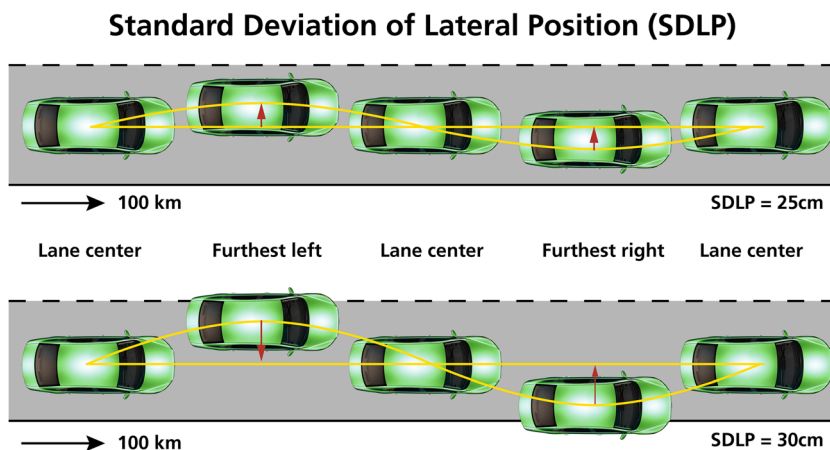 Standard Deviation of Lateral Position (SDLP)
100 km
SDLP = 25cm
Lane center
Furthest left
Lane center
Furthest right
Lane center
100 km
SDLP = 30cm